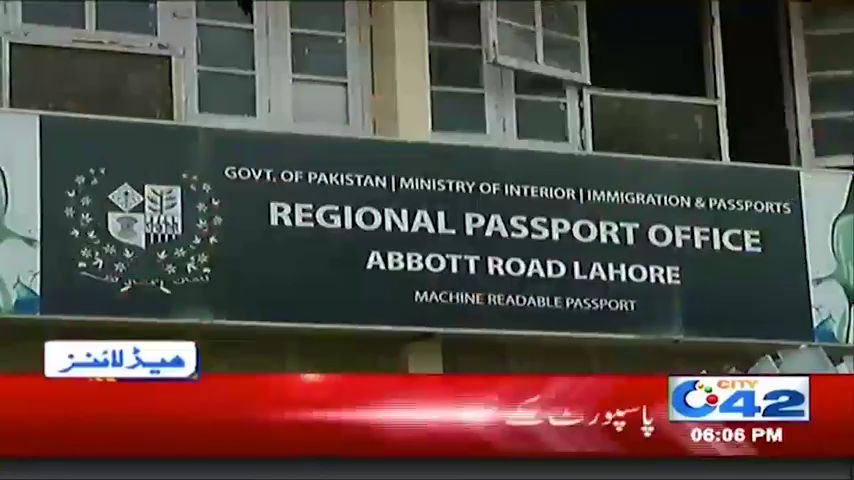 GOVT. OF PAKISTAN | MINISTRY OF INTERIOR | IMMIGRATION & PASSPORTS
REGIONAL PASSPORT OFFICE
ABBOTT ROAD LAHORE
MACHINE READABLE PASSPORT
ہیڈلائنز
پاسپورٹ کے
CITY
42
06:06 PM